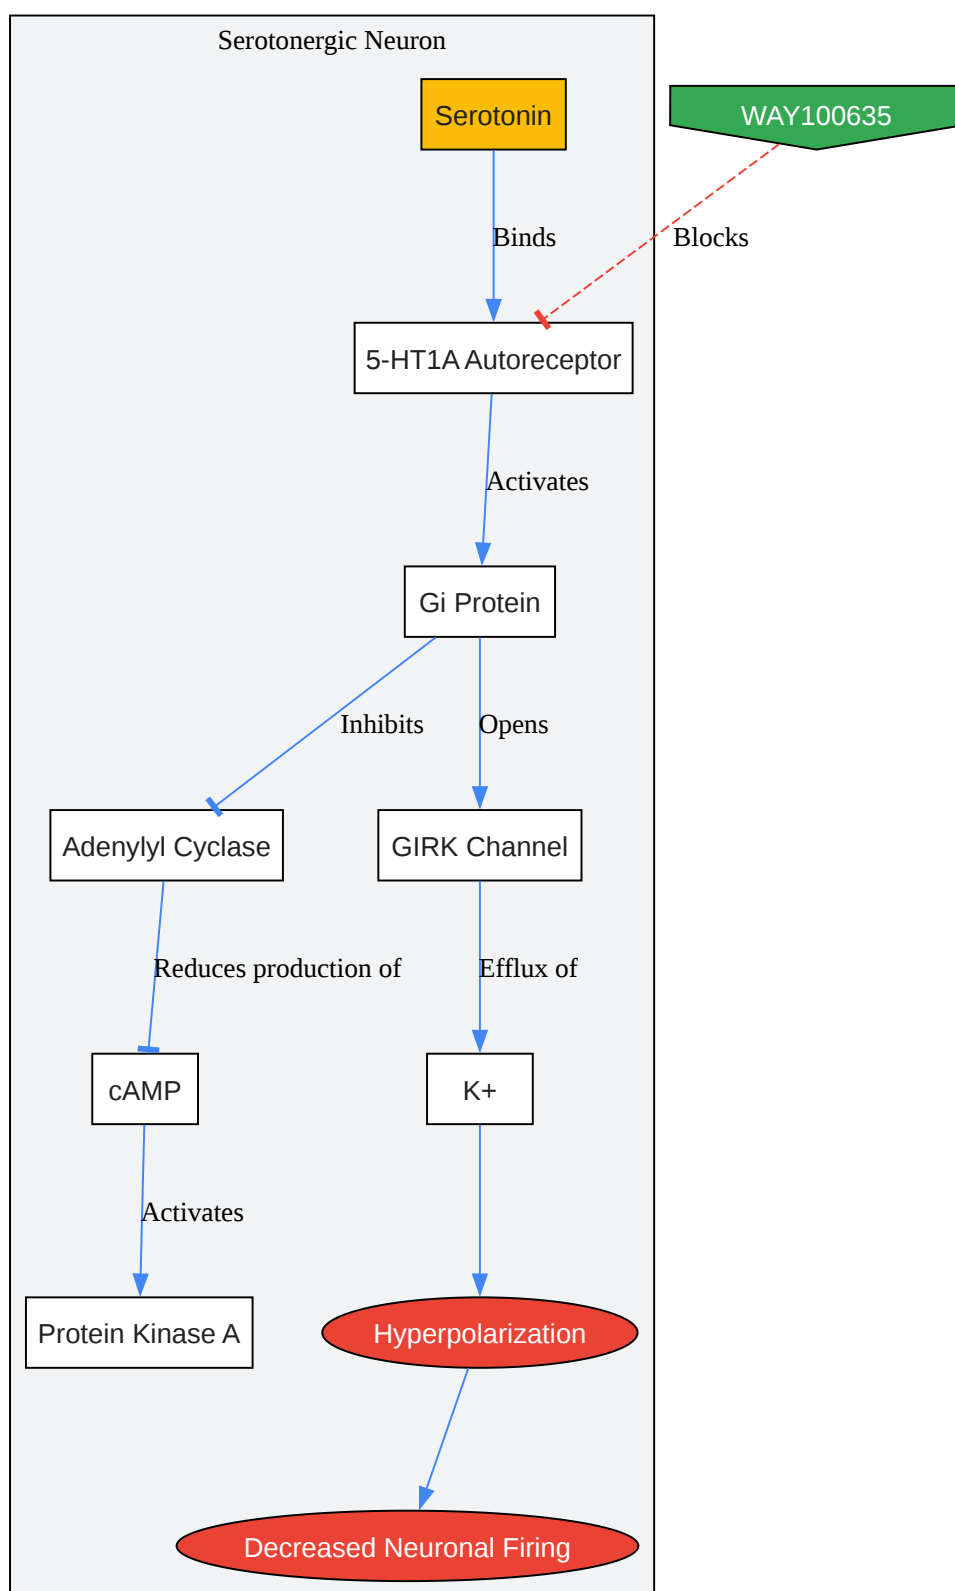 Serotonergic Neuron
Serotonin
WAY100635
Binds
Blocks
5-HT1A Autoreceptor
Activates
Gi Protein
Inhibits
Opens
Adenylyl Cyclase
GIRK Channel
Reduces production of
Efflux of
cAMP
K+
Activates
Protein Kinase A
Hyperpolarization
Decreased Neuronal Firing